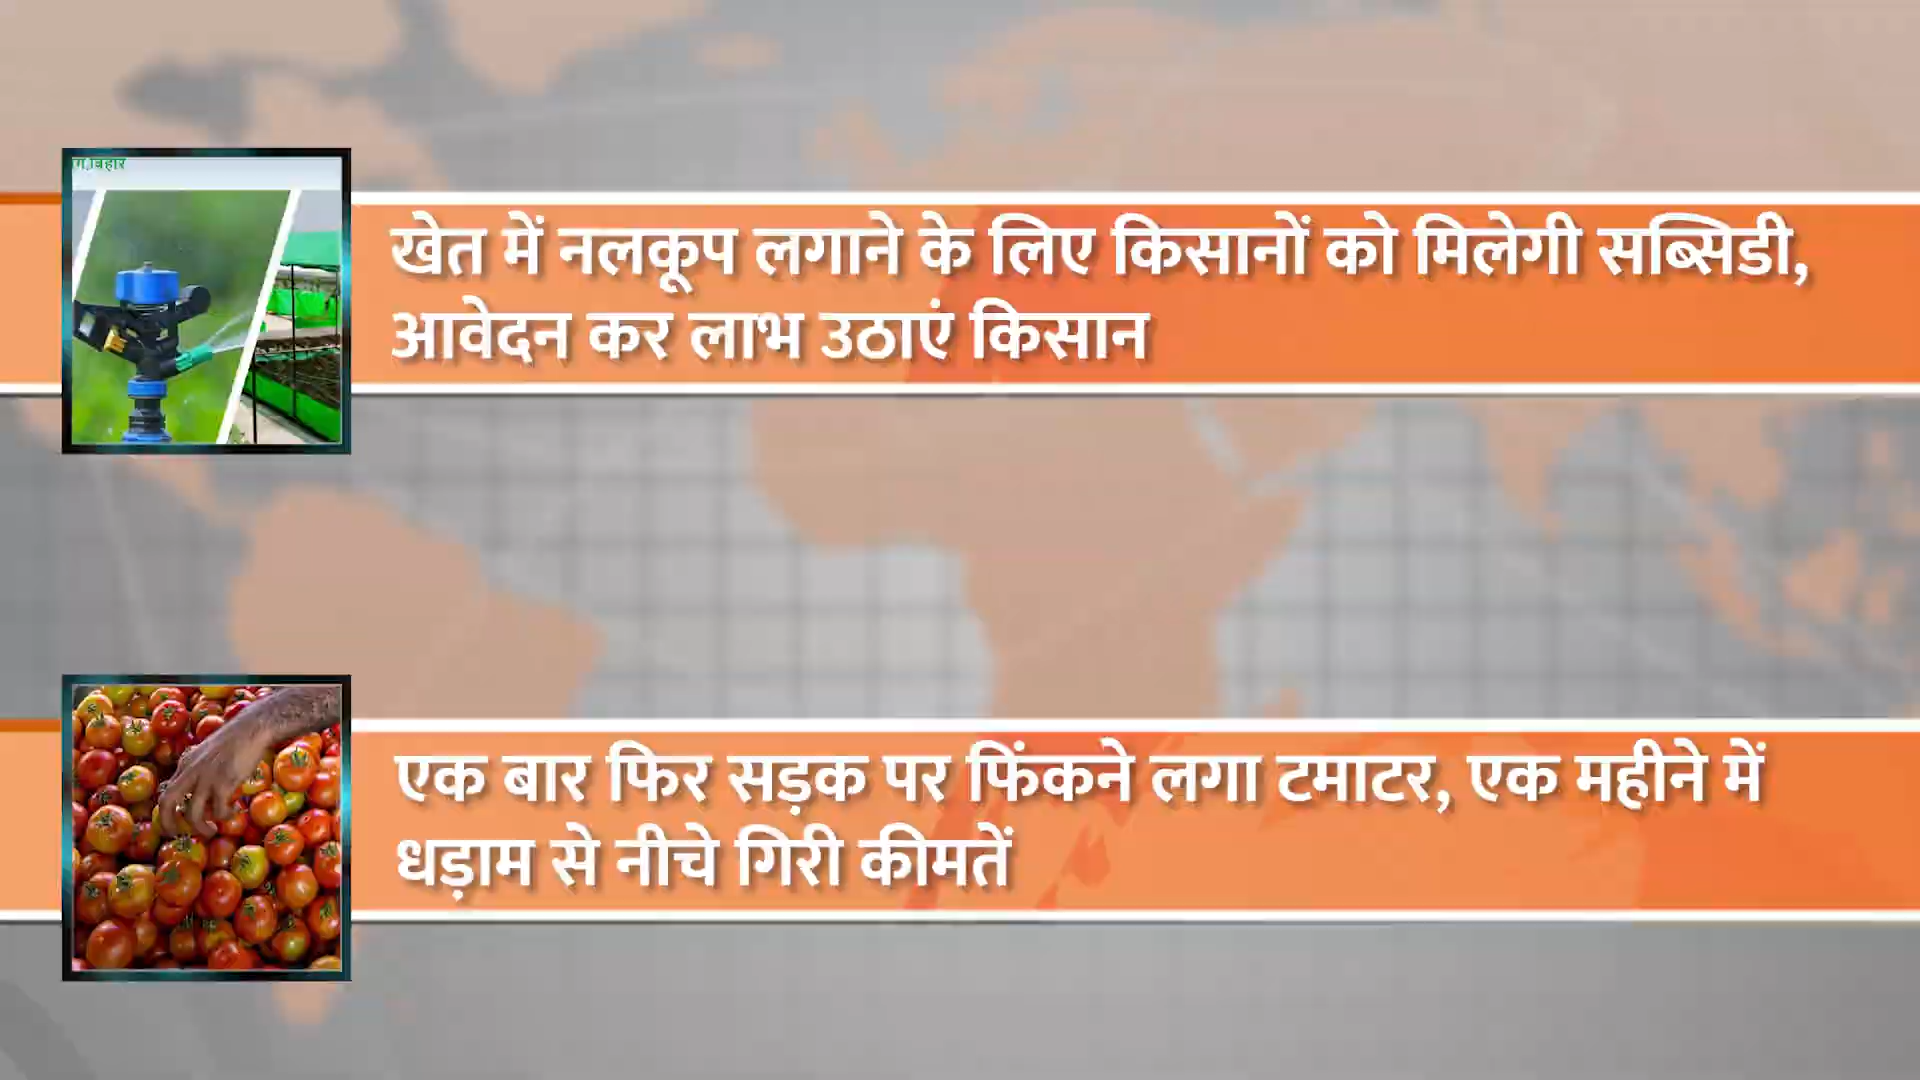 खेत में नलकूप लगाने के लिए किसानों को मिलेगी सब्सिडी,
आवेदन कर लाभ उठाएं किसान
एक बार फिर सड़क पर फिंकने लगा टमाटर, एक महीने में
धड़ाम से नीचे गिरी कीमतें